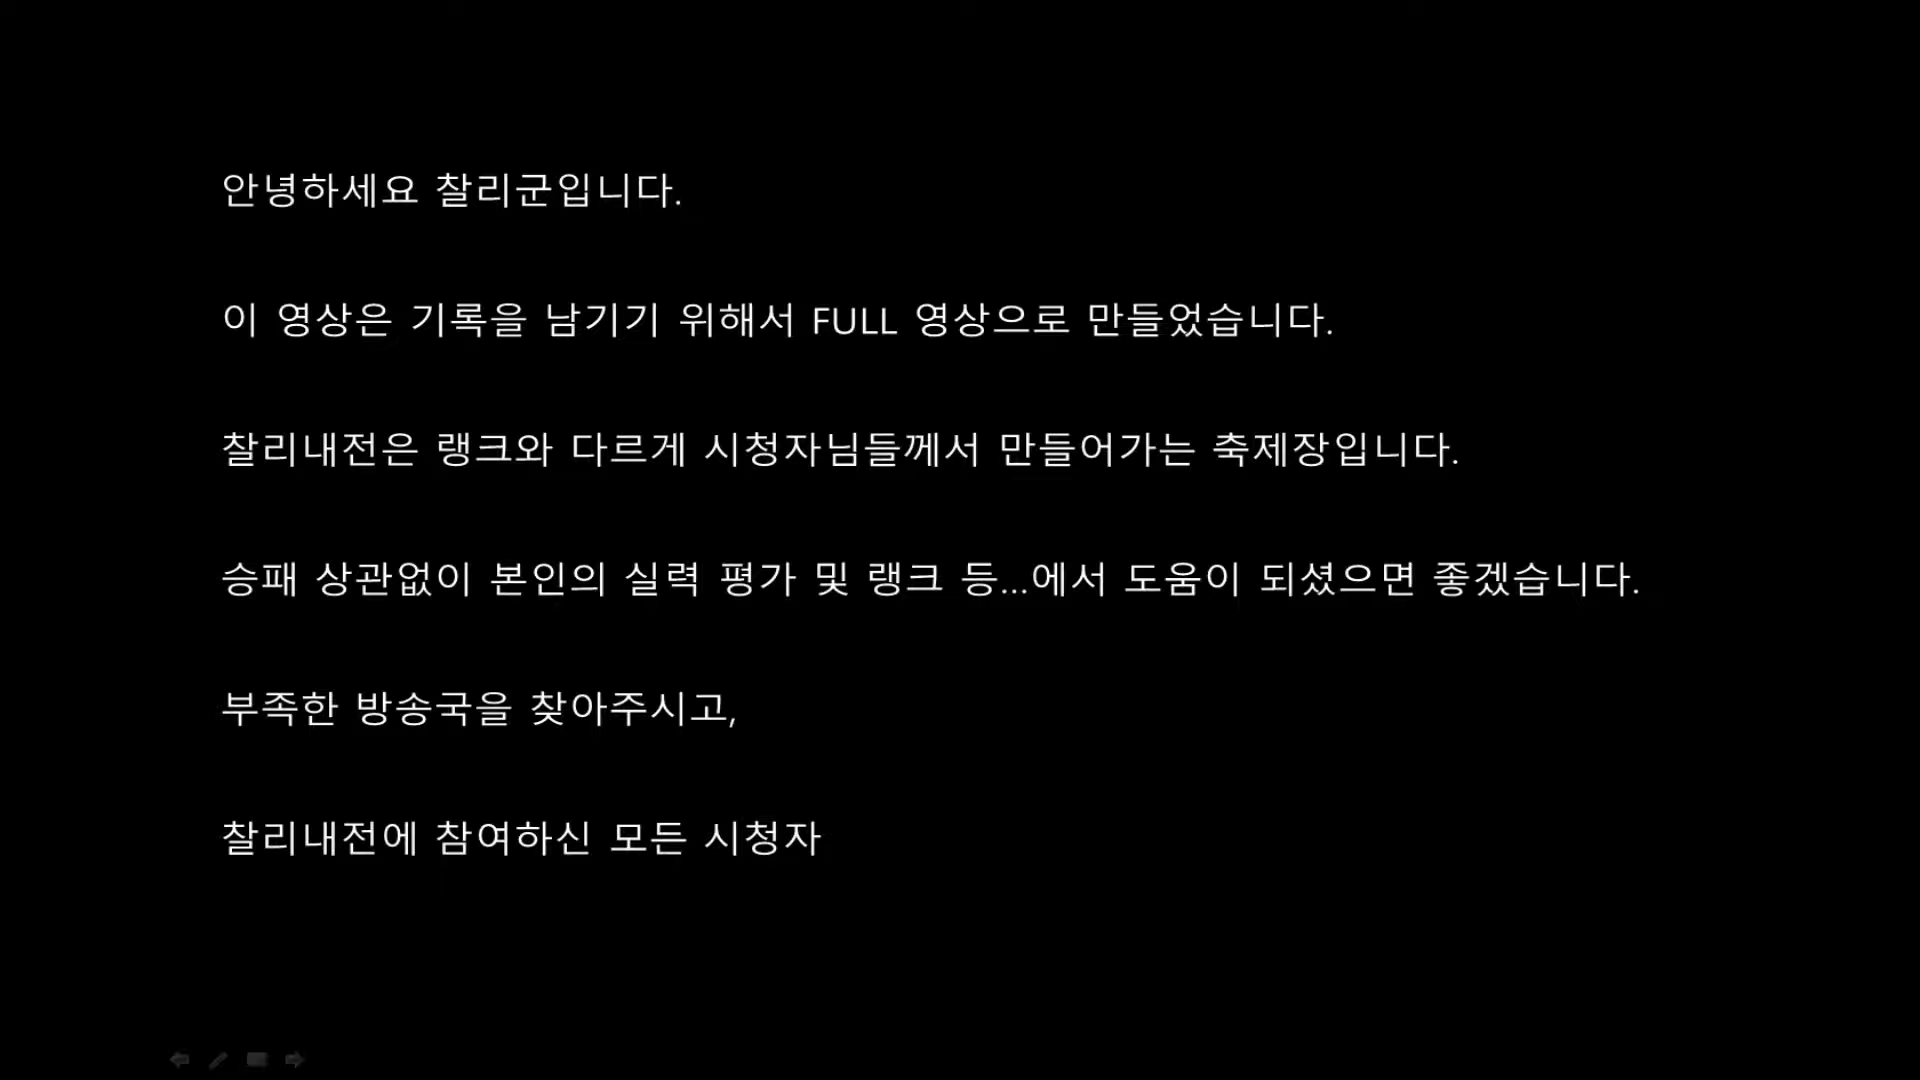 안녕하세요 찰리군입니다.
이 영상은 기록을 남기기 위해서 FULL 영상으로 만들었습니다.
찰리내전은 랭크와 다르게 시청자님들께서 만들어가는 축제장입니다.
승패 상관없이 본인의 실력 평가 및 랭크 등...에서 도움이 되셨으면 좋겠습니다.
부족한 방송국을 찾아주시고,
찰리내전에 참여하신 모든 시청자